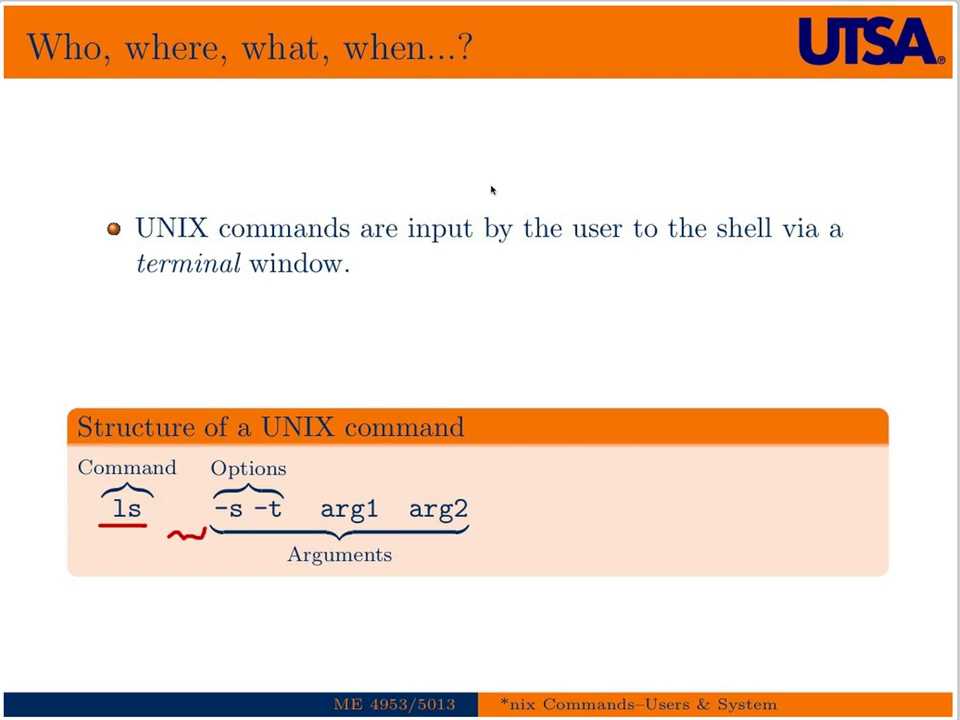 Who, where, what, when...?
UTSA®
UNIX commands are input by the user to the shell via a
terminal window.
Structure of a UNIX command
Command Options
ls -s -t arg1 arg2
Arguments
ME 4953/5013 *nix Commands–Users & System